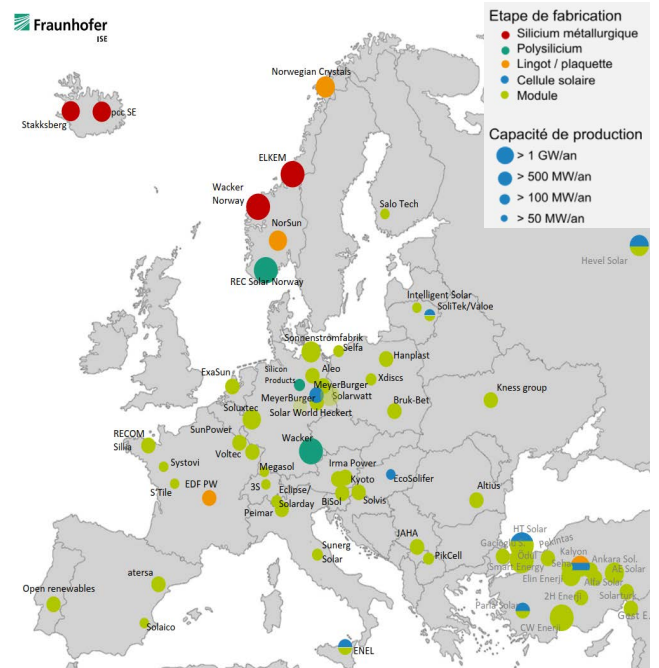 Fraunhofer
ISE
Etape de fabrication
Silicium métallurgique
Polysilicium
Lingot / plaquette
Cellule solaire
Module
Capacité de production
> 1 GW/an
> 500 MW/an
> 100 MW/an
> 50 MW/an
Norwegian Crystals
pcc SE
Stakksberg
ELKEM
Wacker
Norway
Salo Tech
NorSun
Hevel Solar
REC Solar Norway
Intelligent Solar
SoliTek/Valoe
Sonnenstromfabrik
Selfa
Hanplast
ExaSun
Silicon
Products
Aleo
Xdiscs
MeyerBurger
Kness group
MeyerBurger
Solarwatt
Bruk-Bet
Soluxtec
Solar World Heckert
RECOM
Sillia
SunPower
Wacker
Voltec
Systovi
Megasol
Irma Power
S'Tile
EDF PW
3S
Kyoto
EcoSolifer
Eclipse/
Solarday
BiSol
Solvis
Altius
Peimar
HT Solar
JAHA
Gacioglu S.
Odul
Pekintas
Kalyon
Sunerg
Solar
PikCell
Smart Energy
Ankara Sol.
atersa
Elin Enerji
Alfa Solar
AE Solar
Open renewables
Parla Solar
2H Enerji
Solarturk
Solaico
CW Enerji
Gest E.
ENEL